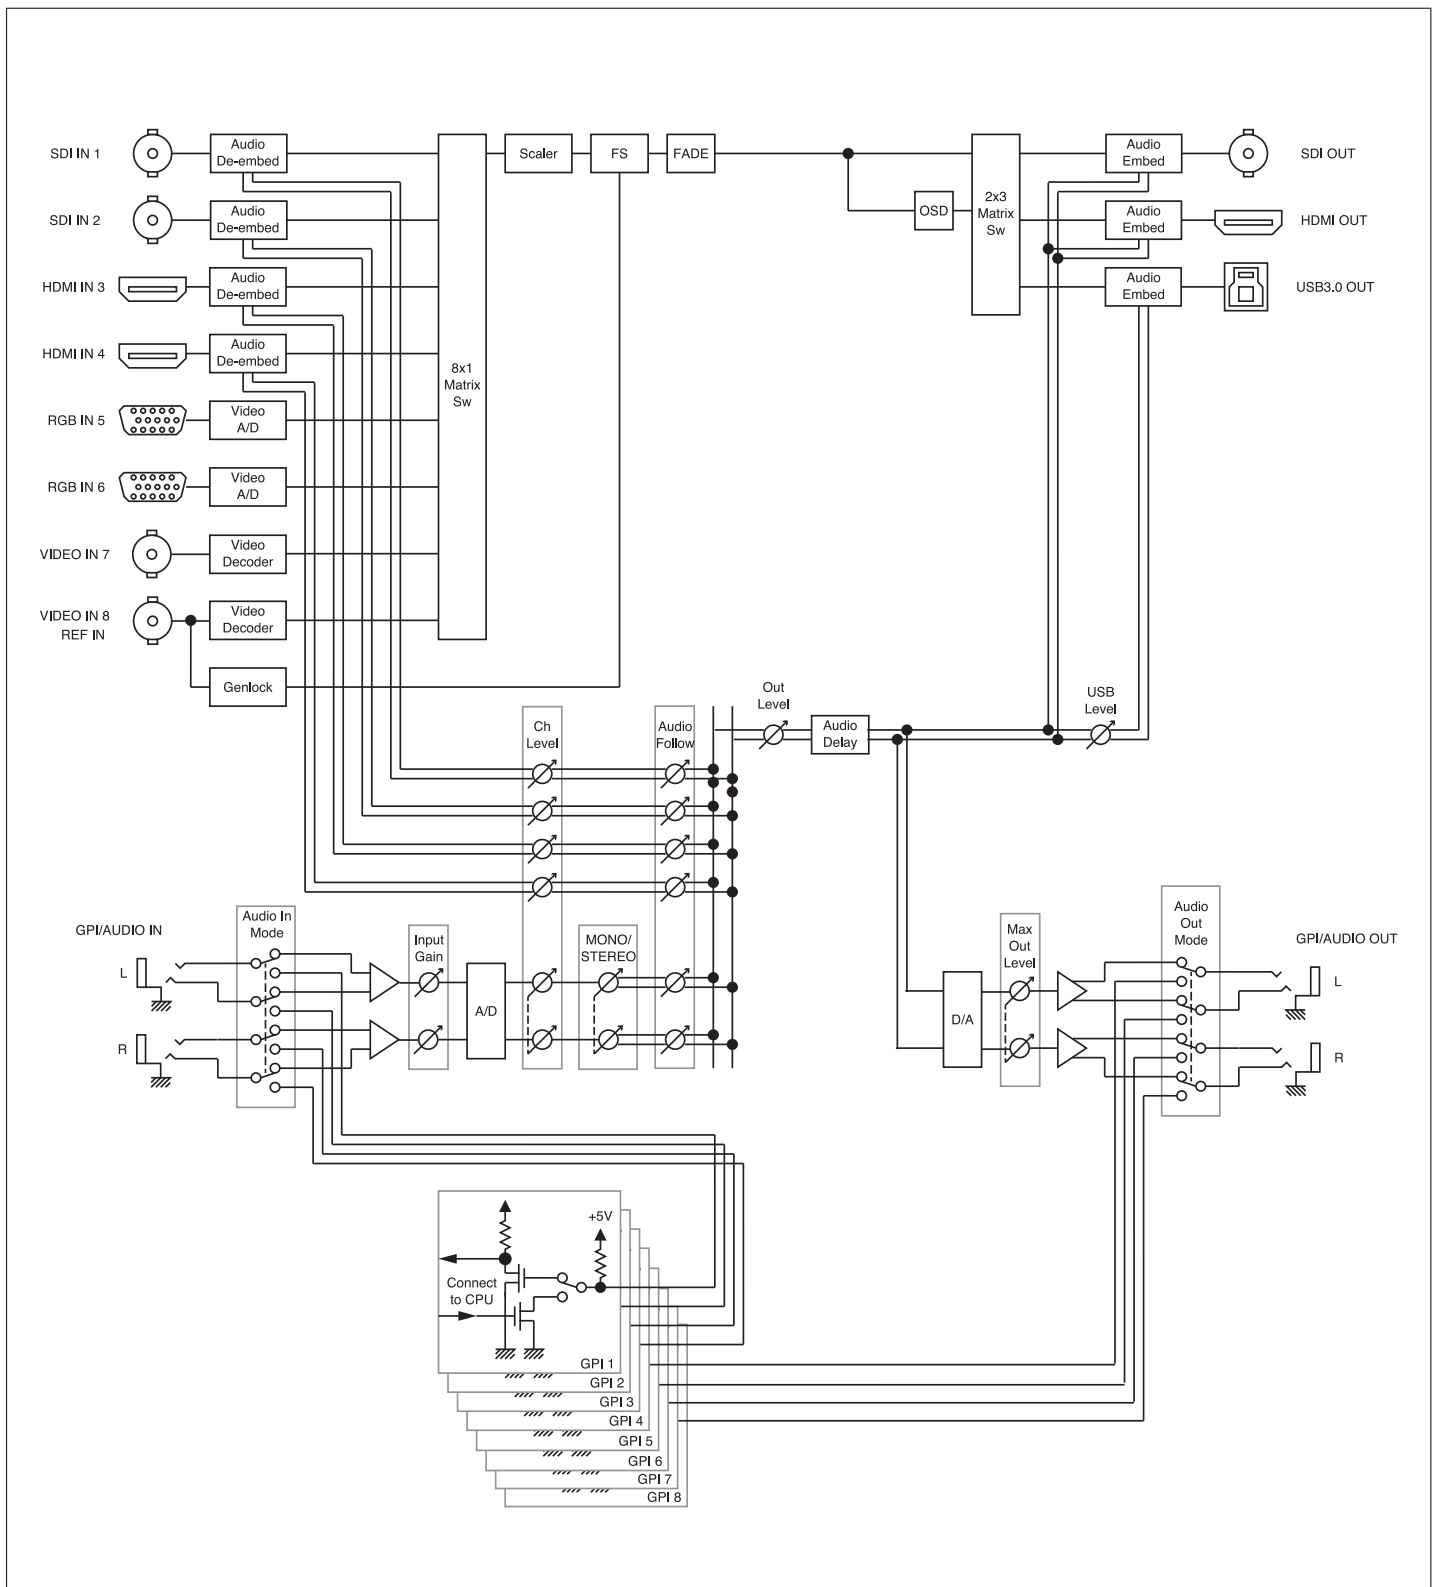 SDI IN 1
Audio
De-embed
Scaler
FS
FADE
Audio
Embed
SDI OUT
SDI IN 2
Audio
De-embed
OSD
2x3
Matrix
Sw
Audio
Embed
HDMI OUT
HDMI IN 3
Audio
De-embed
Audio
Embed
USB3.0 OUT
HDMI IN 4
Audio
De-embed
8x1
Matrix
Sw
RGB IN 5
Video
A/D
RGB IN 6
Video
A/D
VIDEO IN 7
Video
Decoder
VIDEO IN 8
REF IN
Video
Decoder
Genlock
Out
Level
USB
Level
Ch
Level
Audio
Follow
Audio
Delay
GPI/AUDIO IN
Audio In
Mode
Input
Gain
MONO/
STEREO
Max
Out
Level
Audio
Out
Mode
GPI/AUDIO OUT
L
L
A/D
D/A
R
R
+5V
Connect
to CPU
GPI 1
GPI 2
GPI 3
GPI 4
GPI 5
GPI 6
GPI 7
GPI 8